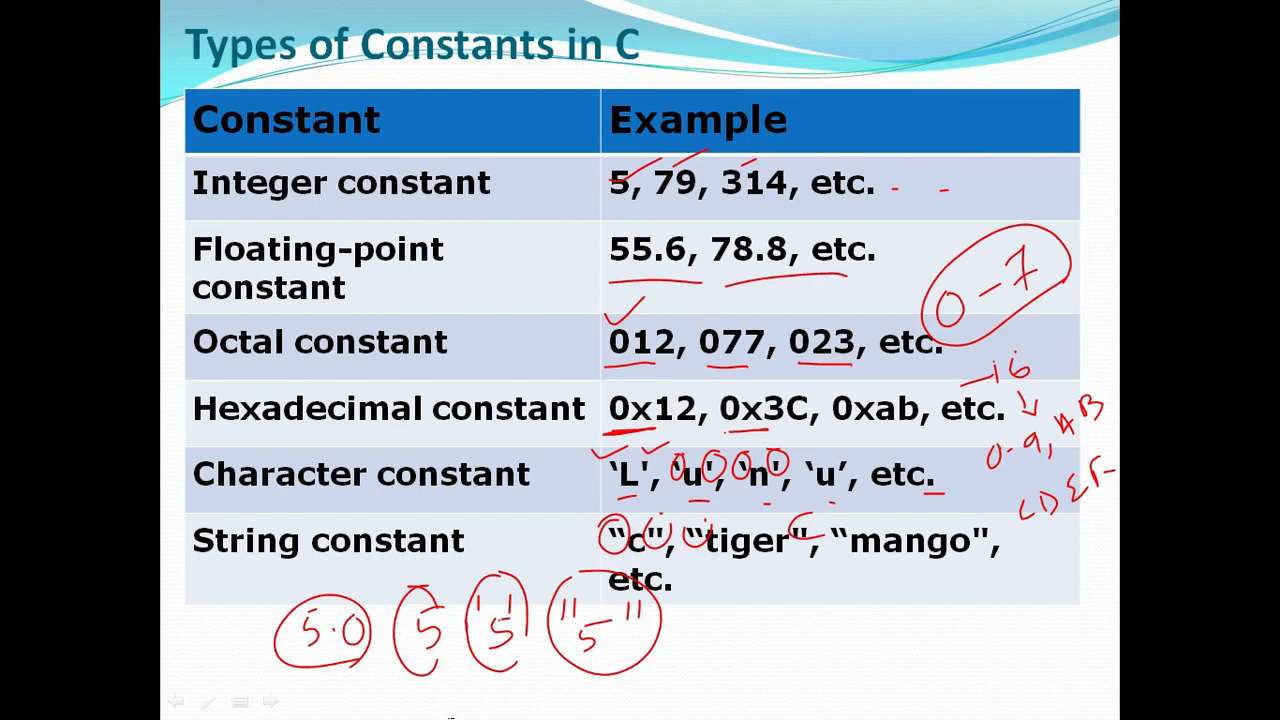 Types of Constants in C
Constant Example
Integer constant 5, 79, 314, etc.
Floating-point constant 55.6, 78.8, etc.
0-7
Octal constant 012, 077, 023, etc.
16
Hexadecimal constant 0x12, 0x3C, 0xab, etc.
0-9, A B
C D E F
Character constant ‘L', ‘u', ‘n', ‘u’, etc.
String constant “c", “tiger", “mango",
etc.
5.0 5 '5' "5"